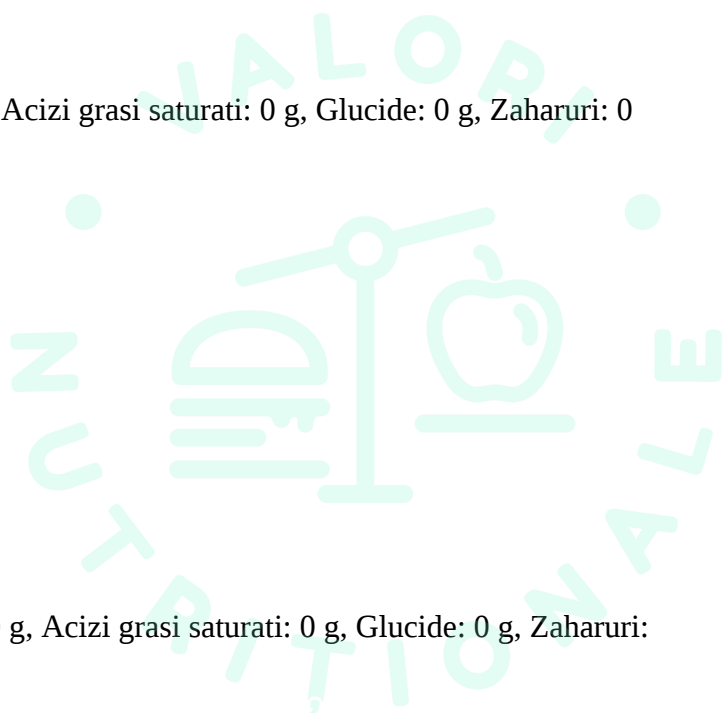 VALORI
Acizi grasi saturati: 0 g, Glucide: 0 g, Zaharuri: 0
NUTRITIONALE
g, Acizi grasi saturati: 0 g, Glucide: 0 g, Zaharuri: